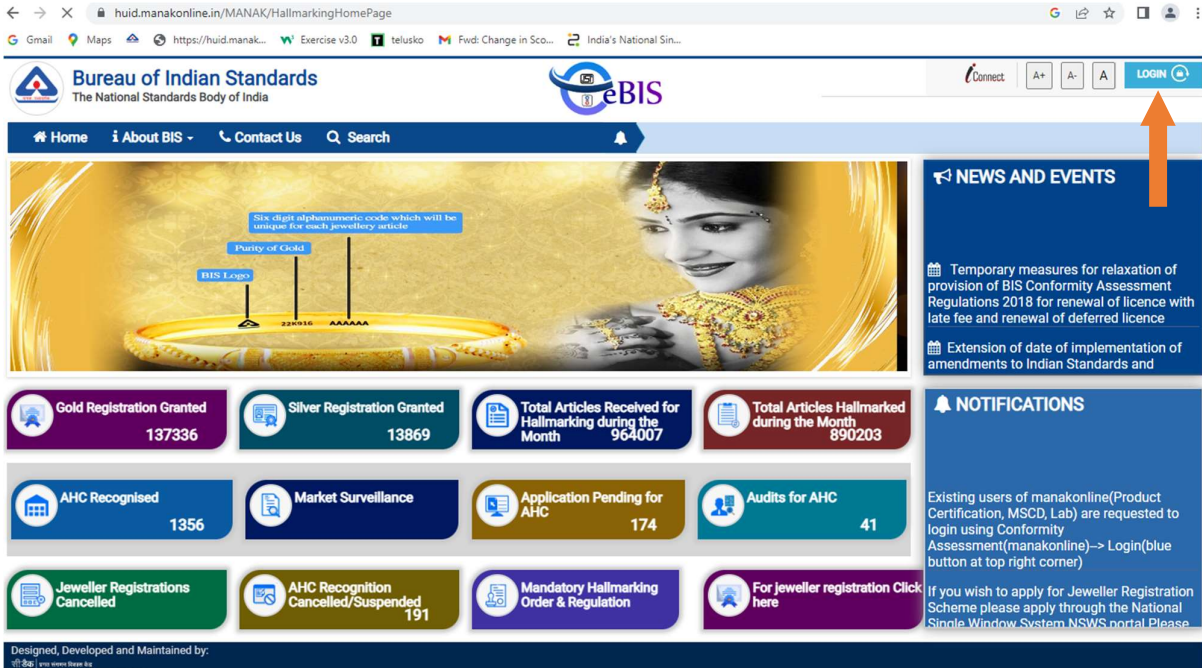 huid.manakonline.in/MANAK/HallmarkingHomePage
Gmail Maps https://huid.manak... Exercise v3.0 telusko Fwd: Change in Sco... India's National Sin...
Bureau of Indian Standards
The National Standards Body of India
eBIS
iConnect A+ A- A LOGIN
Home About BIS Contact Us Search
Six digit alphanumeric code which will be
unique for each jewellery article
Purity of Gold
BIS Logo
22K916 AAAAAA
NEWS AND EVENTS
Temporary measures for relaxation of
provision of BIS Conformity Assessment
Regulations 2018 for renewal of licence with
late fee and renewal of deferred licence
Extension of date of implementation of
amendments to Indian Standards and
Gold Registration Granted
137336
Silver Registration Granted
13869
Total Articles Received for
Hallmarking during the
Month 964007
Total Articles Hallmarked
during the Month
890203
AHC Recognised
1356
Market Surveillance
Application Pending for
AHC
174
Audits for AHC
41
Jeweller Registrations
Cancelled
AHC Recognition
Cancelled/Suspended
191
Mandatory Hallmarking
Order & Regulation
For jeweller registration Click
here
NOTIFICATIONS
Existing users of manakonline(Product
Certification, MSCD, Lab) are requested to
login using Conformity
Assessment(manakonline)--> Login(blue
button at top right corner)
If you wish to apply for Jeweller Registration
Scheme please apply through the National
Single Window System NSWS portal Please
Designed, Developed and Maintained by:
सी डैक